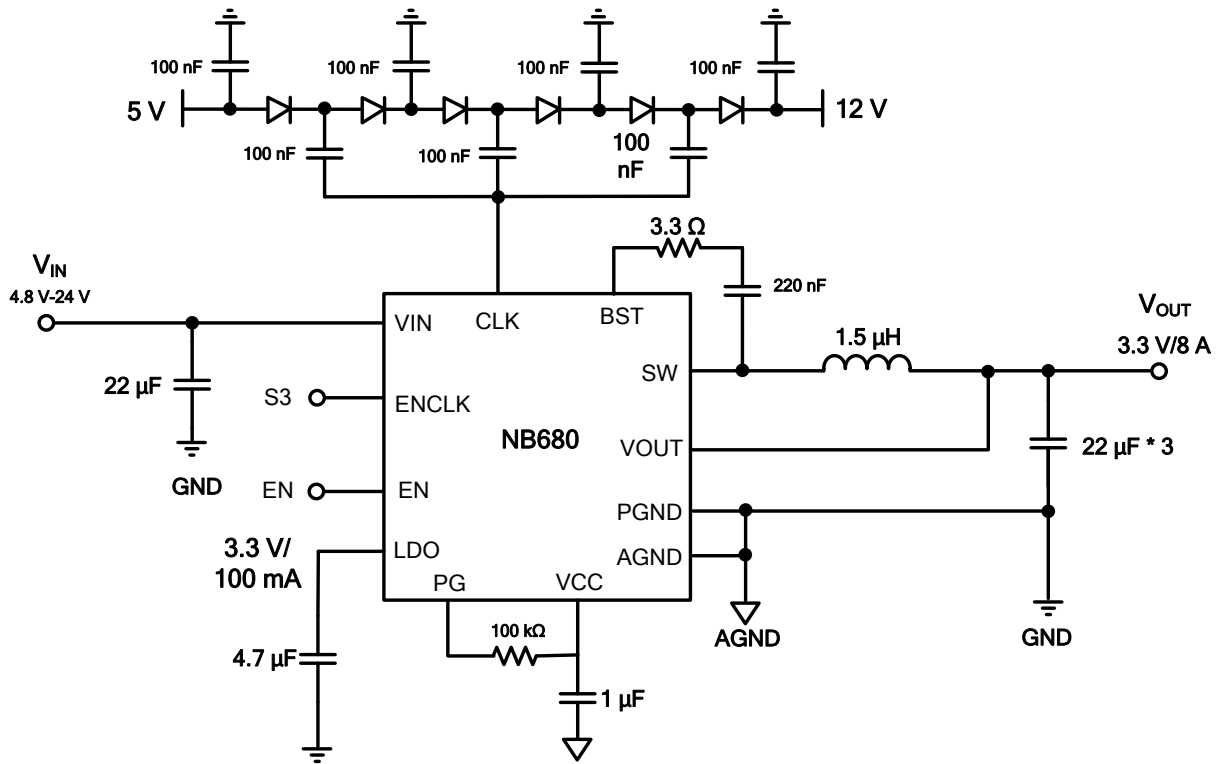 100 nF
100 nF
100 nF
100 nF
5 V
12 V
100 nF
100 nF
100
nF
3.3 Ω
220 nF
VIN
4.8 V-24 V
VIN
CLK
BST
VOUT
3.3 V/8 A
1.5 µH
SW
22 µF
S3
ENCLK
NB680
VOUT
22 µF * 3
GND
EN
EN
PGND
3.3 V/
100 mA
LDO
AGND
PG
VCC
AGND
GND
100 kΩ
4.7 µF
1 µF